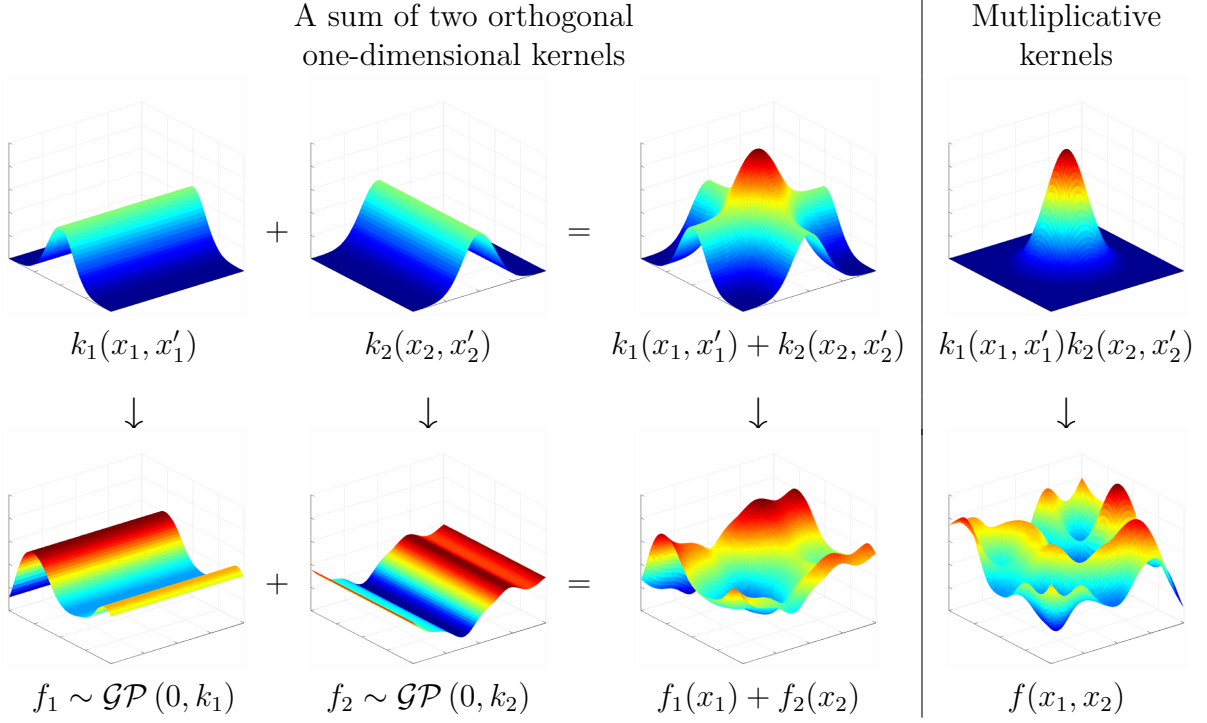 A sum of two orthogonal
one-dimensional kernels
Mutliplicative
kernels
+
=
k₁(x₁, x′₁)
k₂(x₂, x′₂)
k₁(x₁, x′₁) + k₂(x₂, x′₂)
k₁(x₁, x′₁)k₂(x₂, x′₂)
↓ ↓ ↓ ↓
+
=
f₁ ∼ 𝒢𝒫 (0, k₁)
f₂ ∼ 𝒢𝒫 (0, k₂)
f₁(x₁) + f₂(x₂)
f(x₁, x₂)